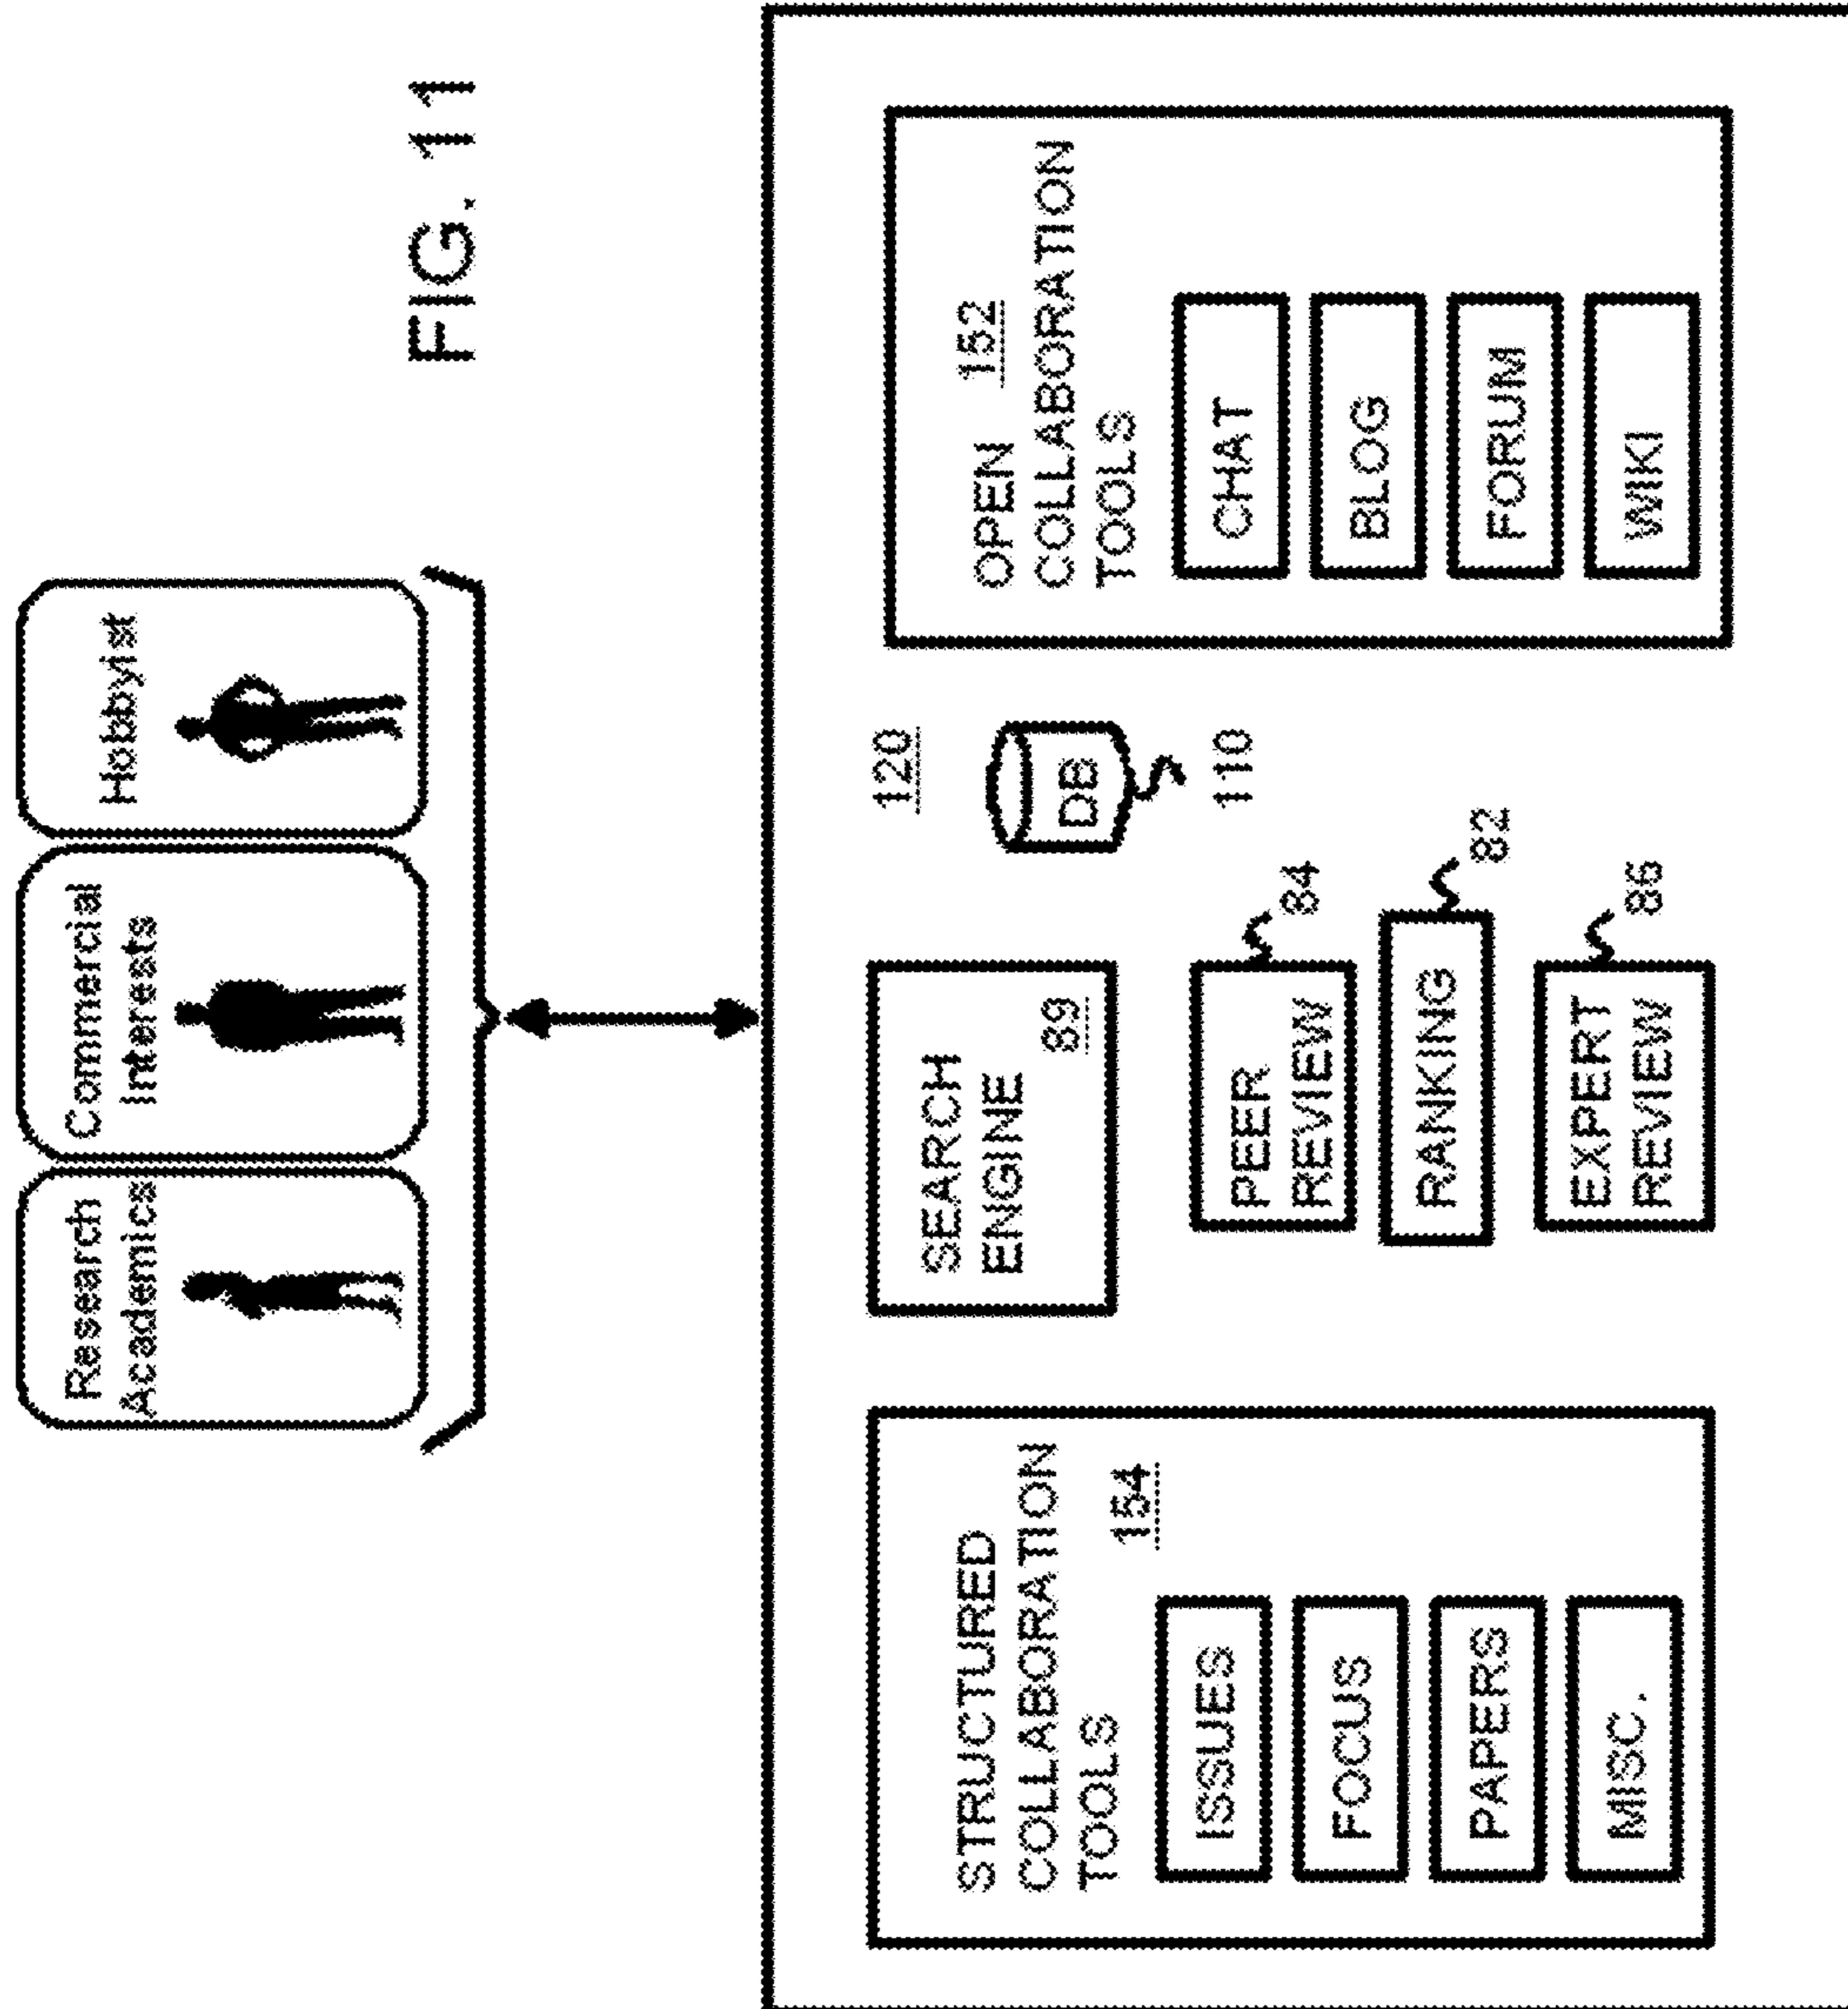 Research
Academics
Commercial
Interests
Hobbyist
FIG. 11
STRUCTURED
COLLABORATION
TOOLS
154
ISSUES
FOCUS
PAPERS
MISC.
SEARCH
ENGINE
89
PEER
REVIEW
84
RANKING
82
EXPERT
REVIEW
86
120
DB
110
OPEN 152
COLLABORATION
TOOLS
CHAT
BLOG
FORUM
WIKI